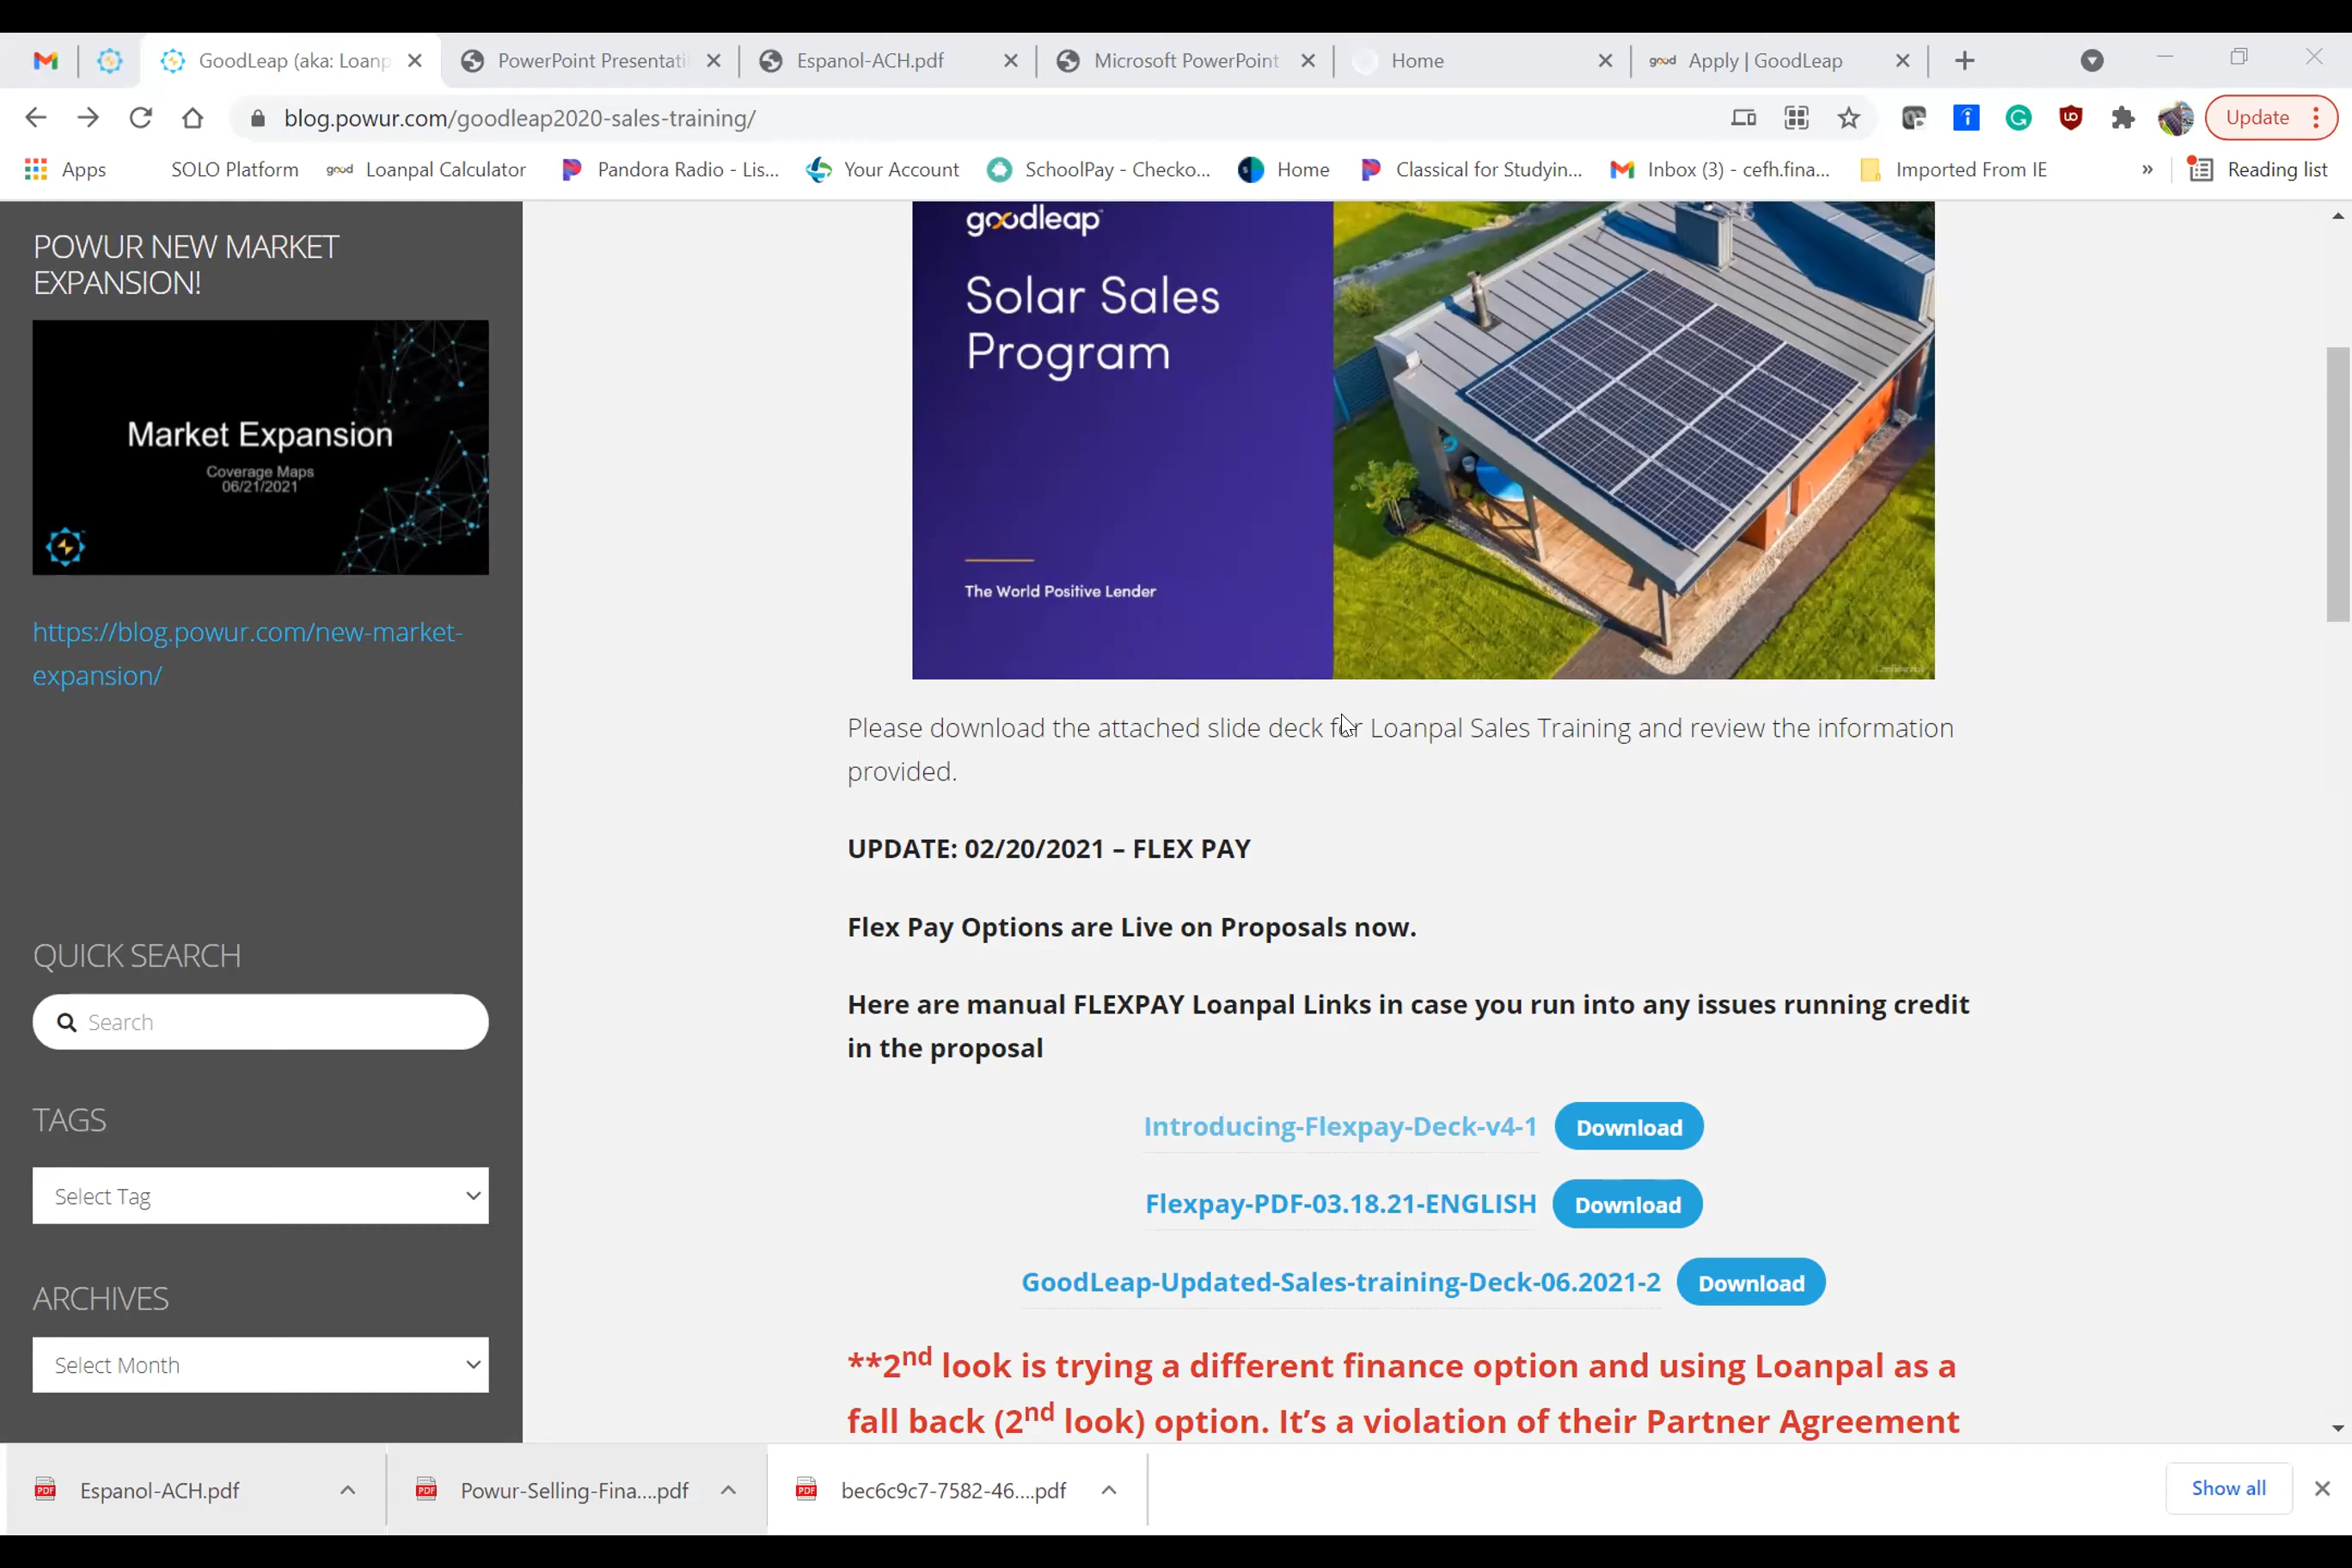 GoodLeap (aka: Loanp
PowerPoint Presentati
Espanol-ACH.pdf
Microsoft PowerPoint
Home
good
Apply | GoodLeap
blog.powur.com/goodleap2020-sales-training/
Update
Apps
SOLO Platform
good
Loanpal Calculator
Pandora Radio - Lis...
Your Account
SchoolPay - Checko...
Home
Classical for Studyin...
Inbox (3) - cefh.fina...
Imported From IE
»
Reading list
POWUR NEW MARKET
EXPANSION!
Market Expansion
Coverage Maps
06/21/2021
https://blog.powur.com/new-market-
expansion/
QUICK SEARCH
Search
TAGS
Select Tag
ARCHIVES
Select Month
goodleap
Solar Sales
Program
The World Positive Lender
Please download the attached slide deck for Loanpal Sales Training and review the information
provided.
UPDATE: 02/20/2021 – FLEX PAY
Flex Pay Options are Live on Proposals now.
Here are manual FLEXPAY Loanpal Links in case you run into any issues running credit
in the proposal
Introducing-Flexpay-Deck-v4-1 Download
Flexpay-PDF-03.18.21-ENGLISH Download
GoodLeap-Updated-Sales-training-Deck-06.2021-2 Download
**2nd look is trying a different finance option and using Loanpal as a
fall back (2nd look) option. It's a violation of their Partner Agreement
PDF
Espanol-ACH.pdf
PDF
Powur-Selling-Fina....pdf
PDF
bec6c9c7-7582-46....pdf
Show all